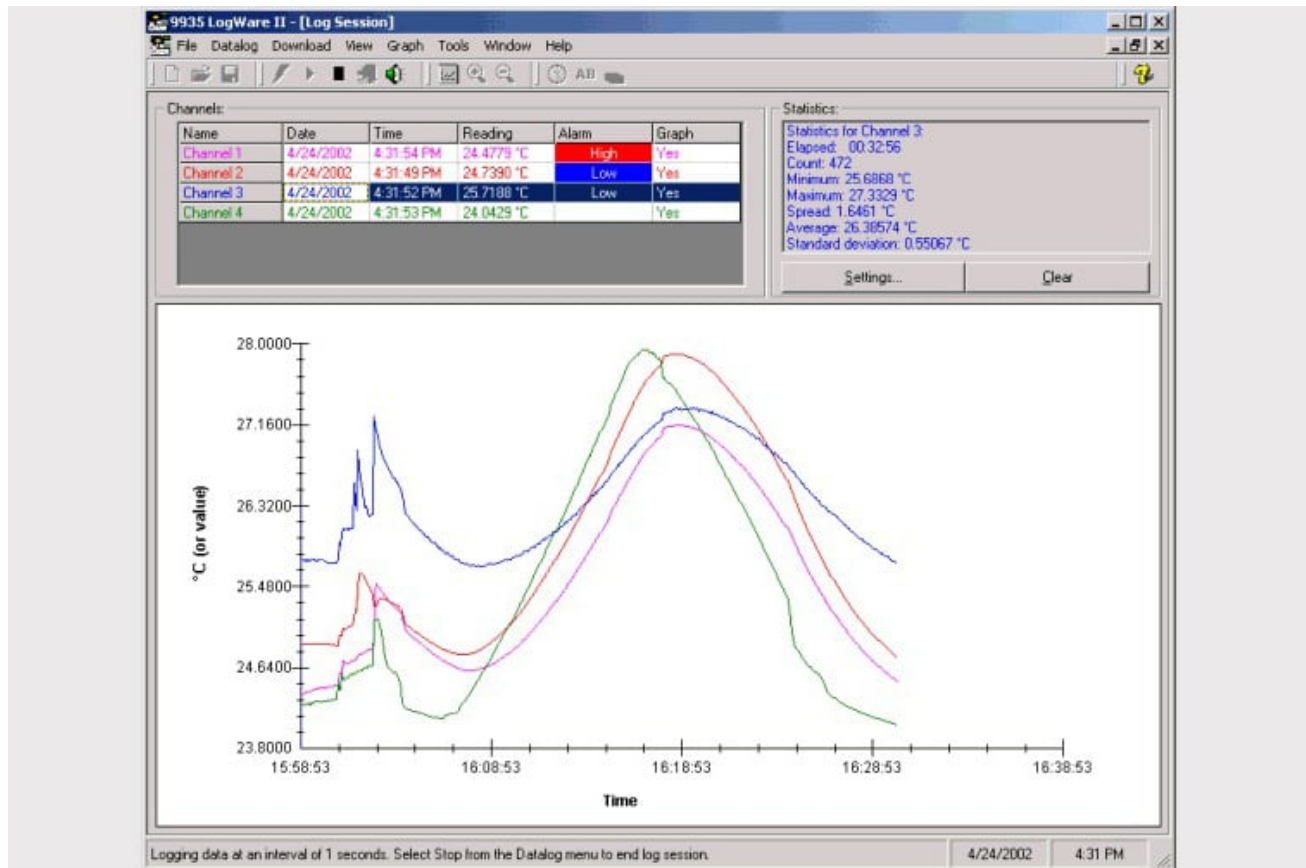 9935 LogWare II - [Log Session]
File Datalog Download View Graph Tools Window Help
AB
Channels:
Name Date Time Reading Alarm Graph
Channel 1 4/24/2002 4:31:54 PM 24.4779 °C High Yes
Channel 2 4/24/2002 4:31:49 PM 24.7390 °C Low Yes
Channel 3 4/24/2002 4:31:52 PM 25.7188 °C Low Yes
Channel 4 4/24/2002 4:31:53 PM 24.0429 °C Yes
Statistics:
Statistics for Channel 3:
Elapsed: 00:32:56
Count: 472
Minimum: 25.6868 °C
Maximum: 27.3329 °C
Spread: 1.6461 °C
Average: 26.38574 °C
Standard deviation: 0.55067 °C
Settings... Clear
28.0000
27.1600
26.3200
25.4800
24.6400
23.8000
°C (or value)
15:58:53 16:08:53 16:18:53 16:28:53 16:38:53
Time
Logging data at an interval of 1 seconds. Select Stop from the Datalog menu to end log session. 4/24/2002 4:31 PM